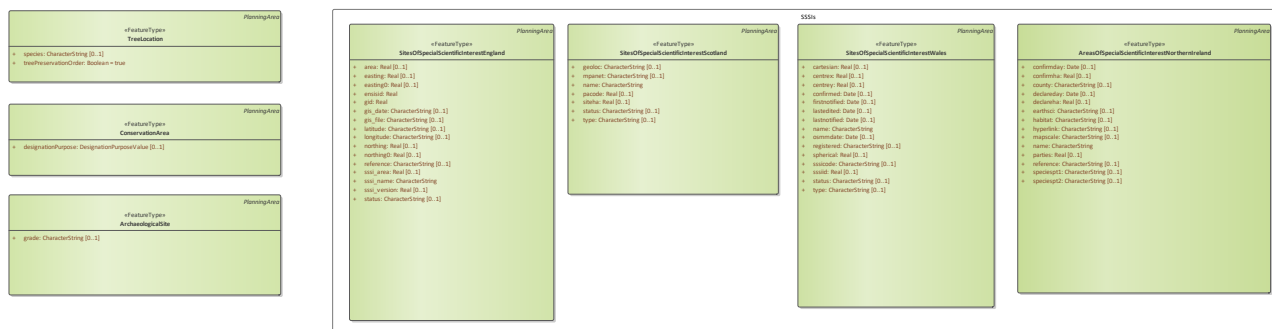 PlanningArea
«FeatureType»
TreeLocation
+ species: CharacterString [0..1]
+ treePreservationOrder: Boolean = true
PlanningArea
«FeatureType»
ConservationArea
+ designationPurpose: DesignationPurposeValue [0..1]
PlanningArea
«FeatureType»
ArchaeologicalSite
+ grade: CharacterString [0..1]
SSSIs
PlanningArea
«FeatureType»
SitesOfSpecialScientificInterestEngland
+ area: Real [0..1]
+ easting: Real [0..1]
+ easting0: Real [0..1]
+ ensisid: Real
+ gid: Real
+ gis_date: CharacterString [0..1]
+ gis_file: CharacterString [0..1]
+ latitude: CharacterString [0..1]
+ longitude: CharacterString [0..1]
+ northing: Real [0..1]
+ northing0: Real [0..1]
+ reference: CharacterString [0..1]
+ sssi_area: Real [0..1]
+ sssi_name: CharacterString
+ sssi_version: Real [0..1]
+ status: CharacterString [0..1]
PlanningArea
«FeatureType»
SitesOfSpecialScientificInterestScotland
+ geoloc: CharacterString [0..1]
+ mpanet: CharacterString [0..1]
+ name: CharacterString
+ pacode: Real [0..1]
+ siteha: Real [0..1]
+ status: CharacterString [0..1]
+ type: CharacterString [0..1]
PlanningArea
«FeatureType»
SitesOfSpecialScientificInterestWales
+ cartesian: Real [0..1]
+ centrex: Real [0..1]
+ centrey: Real [0..1]
+ confirmed: Date [0..1]
+ firstnotified: Date [0..1]
+ lastedited: Date [0..1]
+ lastnotified: Date [0..1]
+ name: CharacterString
+ osmmdate: Date [0..1]
+ registered: CharacterString [0..1]
+ spherical: Real [0..1]
+ sssicode: CharacterString [0..1]
+ sssiid: Real [0..1]
+ status: CharacterString [0..1]
+ type: CharacterString [0..1]
PlanningArea
«FeatureType»
AreasOfSpecialScientificInterestNorthernIreland
+ confirmday: Date [0..1]
+ confirmha: Real [0..1]
+ county: CharacterString [0..1]
+ declareday: Date [0..1]
+ declareha: Real [0..1]
+ earthsci: CharacterString [0..1]
+ habitat: CharacterString [0..1]
+ hyperlink: CharacterString [0..1]
+ mapscale: CharacterString [0..1]
+ name: CharacterString
+ parties: Real [0..1]
+ reference: CharacterString [0..1]
+ speciespt1: CharacterString [0..1]
+ speciespt2: CharacterString [0..1]